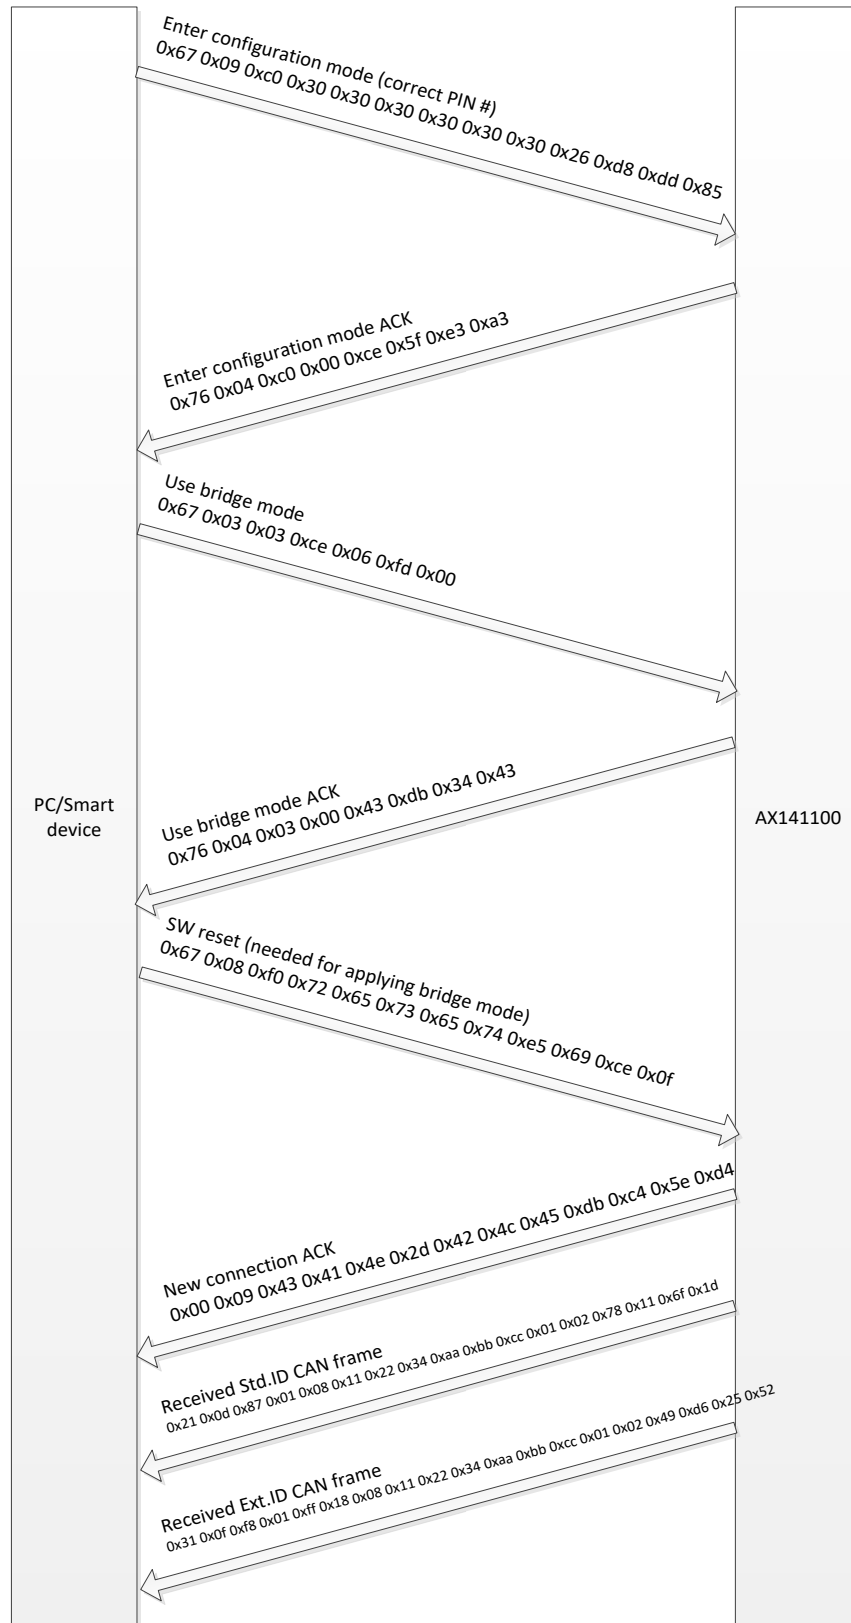 Enter configuration mode (correct PIN #)
0x67 0x09 0xc0 0x30 0x30 0x30 0x30 0x30 0x30 0x26 0xd8 0xdd 0x85
Enter configuration mode ACK
0x76 0x04 0xc0 0x00 0xce 0x5f 0xe3 0xa3
Use bridge mode
0x67 0x03 0x03 0xce 0x06 0xfd 0x00
PC/Smart
device
AX141100
Use bridge mode ACK
0x76 0x04 0x03 0x00 0x43 0xdb 0x34 0x43
SW reset (needed for applying bridge mode)
0x67 0x08 0xf0 0x72 0x65 0x73 0x65 0x74 0xe5 0x69 0xce 0x0f
New connection ACK
0x00 0x09 0x43 0x41 0x4e 0x2d 0x42 0x4c 0x45 0xdb 0xc4 0x5e 0xd4
Received Std.ID CAN frame
0x21 0x0d 0x87 0x01 0x08 0x11 0x22 0x34 0xaa 0xbb 0xcc 0x01 0x02 0x78 0x11 0x6f 0x1d
Received Ext.ID CAN frame
0x31 0x0f 0xf8 0x01 0xff 0x18 0x08 0x11 0x22 0x34 0xaa 0xbb 0xcc 0x01 0x02 0x49 0xd6 0x25 0x52